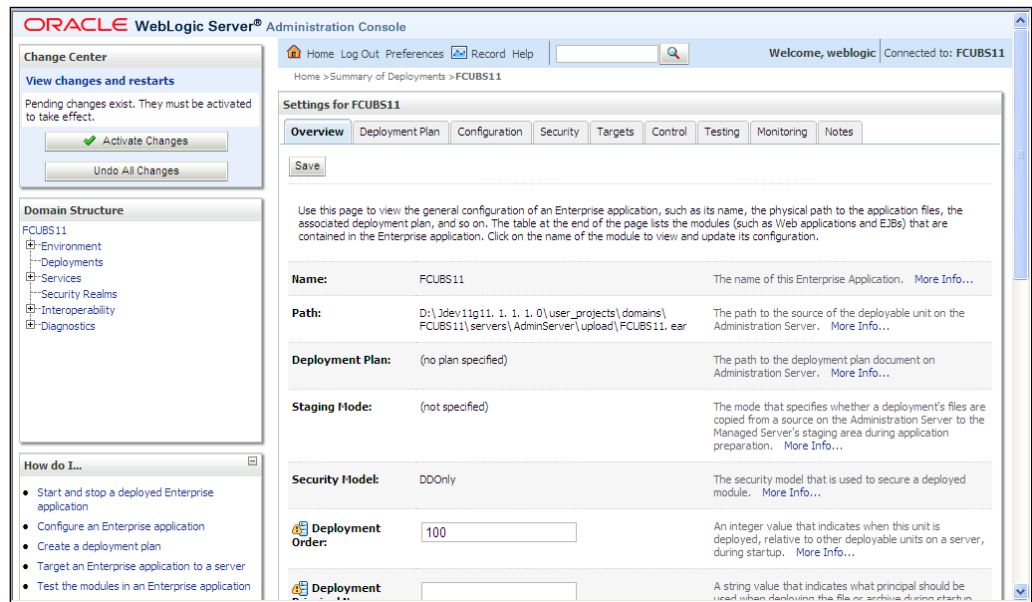 ORACLE WebLogic Server® Administration Console
Change Center
View changes and restarts
Pending changes exist. They must be activated
to take effect.
Activate Changes
Undo All Changes
Domain Structure
FCUBS11
Environment
Deployments
Services
Security Realms
Interoperability
Diagnostics
How do I...
Start and stop a deployed Enterprise
application
Configure an Enterprise application
Create a deployment plan
Target an Enterprise application to a server
Test the modules in an Enterprise application
Home Log Out Preferences Record Help
Welcome, weblogic Connected to: FCUBS11
Home >Summary of Deployments >FCUBS11
Settings for FCUBS11
Overview Deployment Plan Configuration Security Targets Control Testing Monitoring Notes
Save
Use this page to view the general configuration of an Enterprise application, such as its name, the physical path to the application files, the
associated deployment plan, and so on. The table at the end of the page lists the modules (such as Web applications and EJBs) that are
contained in the Enterprise application. Click on the name of the module to view and update its configuration.
Name: FCUBS11 The name of this Enterprise Application. More Info...
Path: D:\Jdev11g11. 1. 1. 1. 0\user_projects\domains\ The path to the source of the deployable unit on the
FCUBS11\servers\AdminServer\upload\FCUBS11. ear Administration Server. More Info...
Deployment Plan: (no plan specified) The path to the deployment plan document on
Administration Server. More Info...
Staging Mode: (not specified) The mode that specifies whether a deployment's files are
copied from a source on the Administration Server to the
Managed Server's staging area during application
preparation. More Info...
Security Model: DDOnly The security model that is used to secure a deployed
module. More Info...
Deployment Order: 100 An integer value that indicates when this unit is
deployed, relative to other deployable units on a server,
during startup. More Info...
Deployment A string value that indicates what principal should be
used when deploying the file or archive during startup